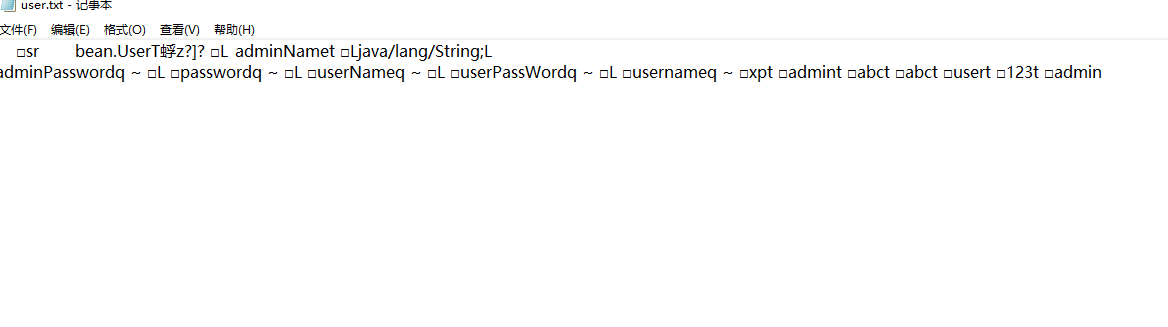 user.txt - 记事本
文件(F) 编辑(E) 格式(O) 查看(V) 帮助(H)
□sr bean.UserT蜉z?]? □L adminNamet □Ljava/lang/String;L
adminPasswordq ~ □L □passwordq ~ □L □userNameq ~ □L □userPassWordq ~ □L □usernameq ~ □xpt □admint □abct □abct □usert □123t □admin